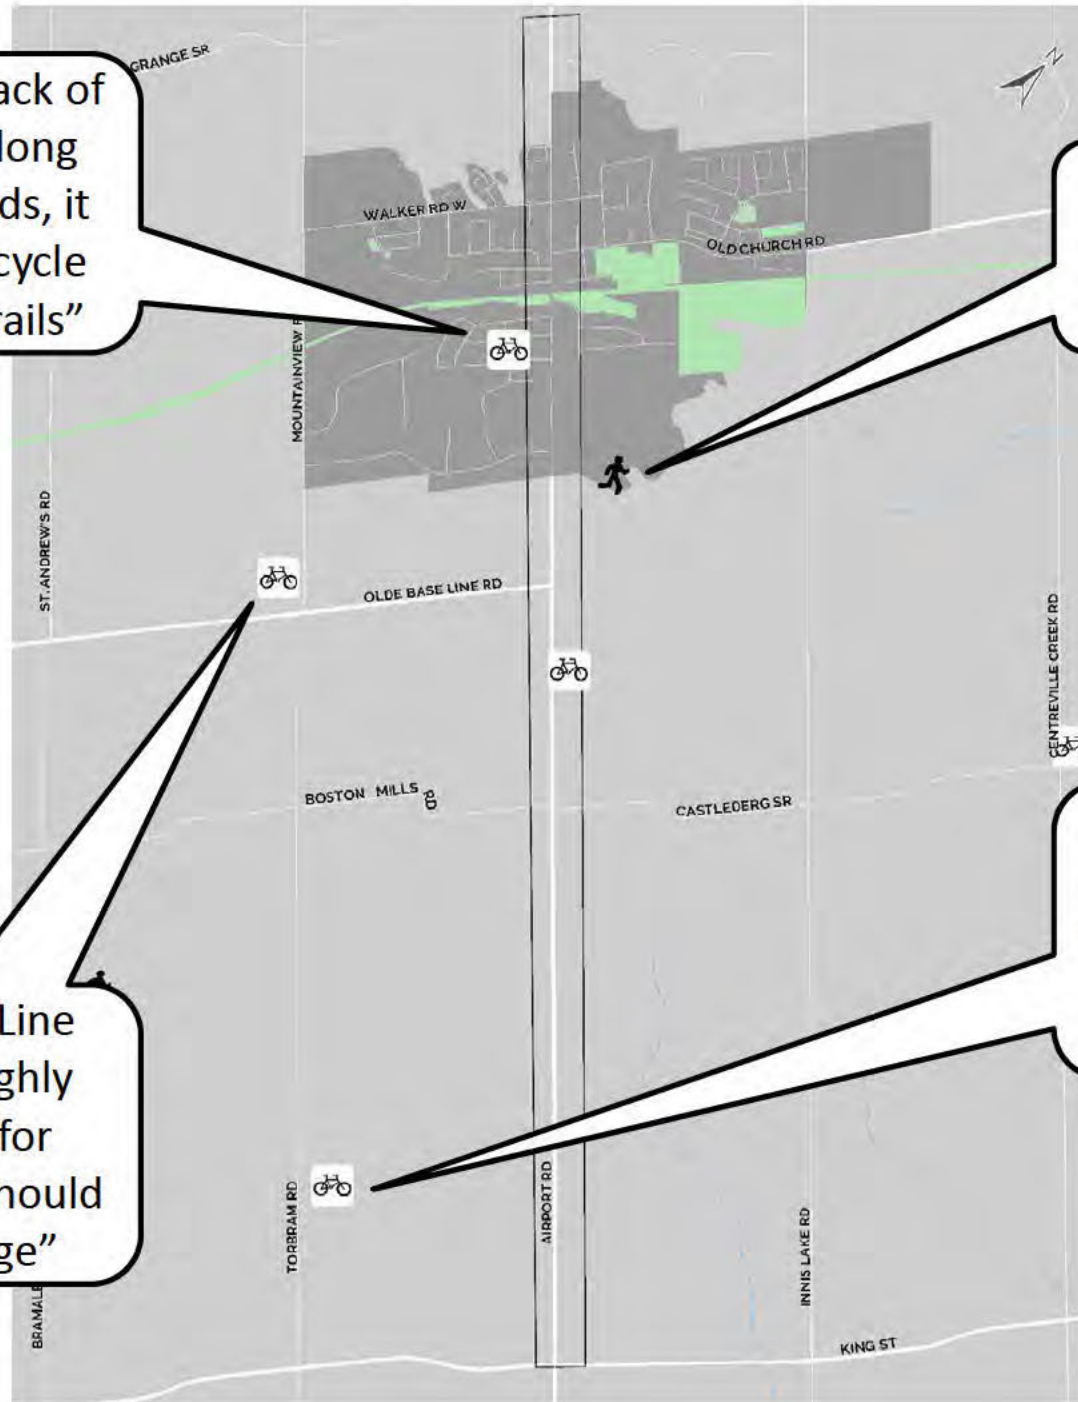 GRANGE SR
N
ack of
long
ds, it
cycle
rails”
WALKER RD W
OLD CHURCH RD
MOUNTAINVIEW R
ST. ANDREW'S RD
OLDE BASE LINE RD
CENTREVILLE CREEK RD
BOSTON MILLS RD
CASTLEDERG SR
Line
ghly
for
hould
ge”
TORBRAM RD
AIRPORT RD
INNIS LAKE RD
BRAMALE
KING ST